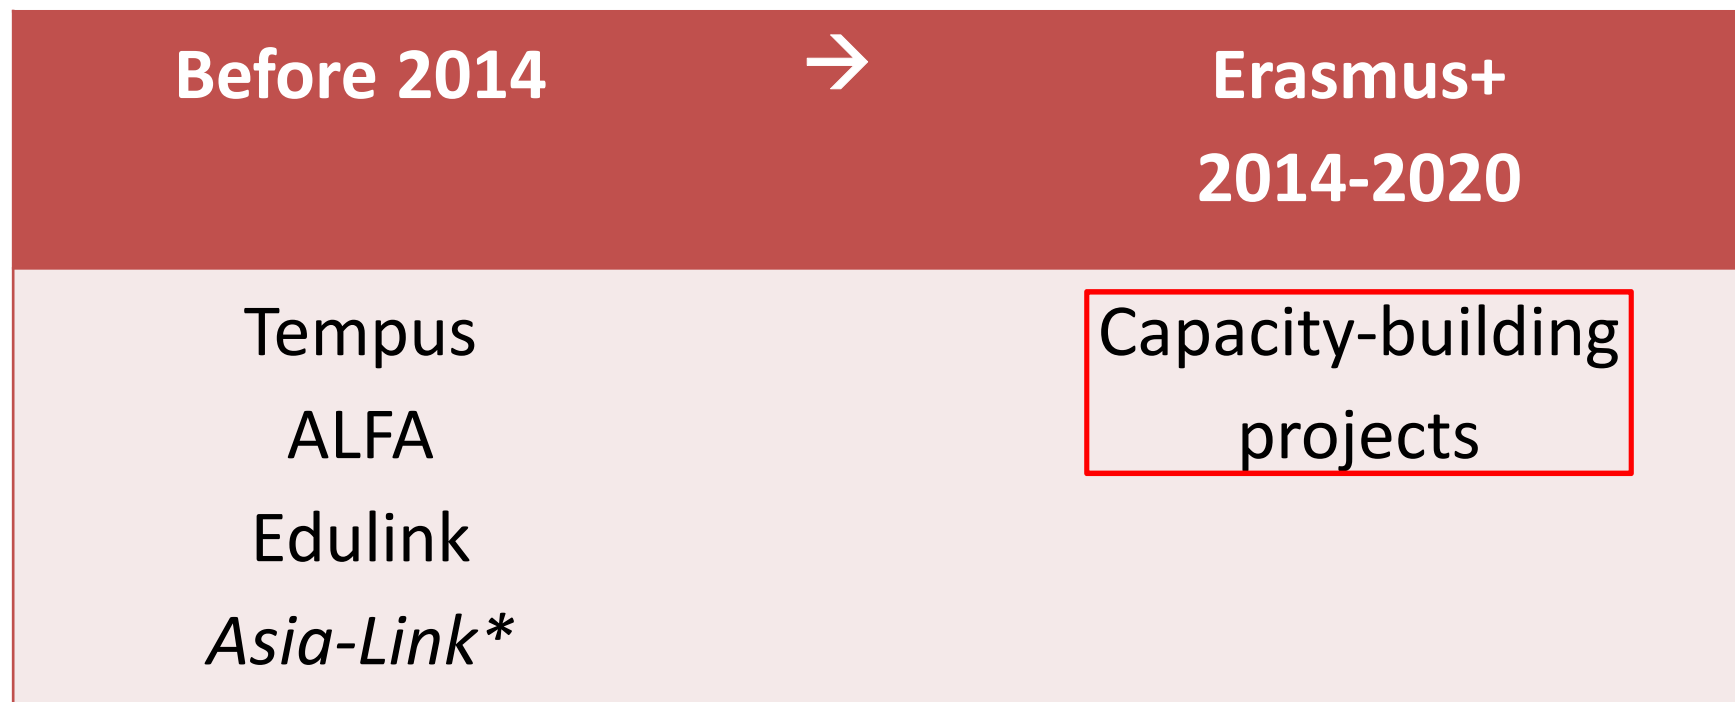 Before 2014 → Erasmus+
2014-2020
Tempus
ALFA
Edulink
Asia-Link*
Capacity-building
projects